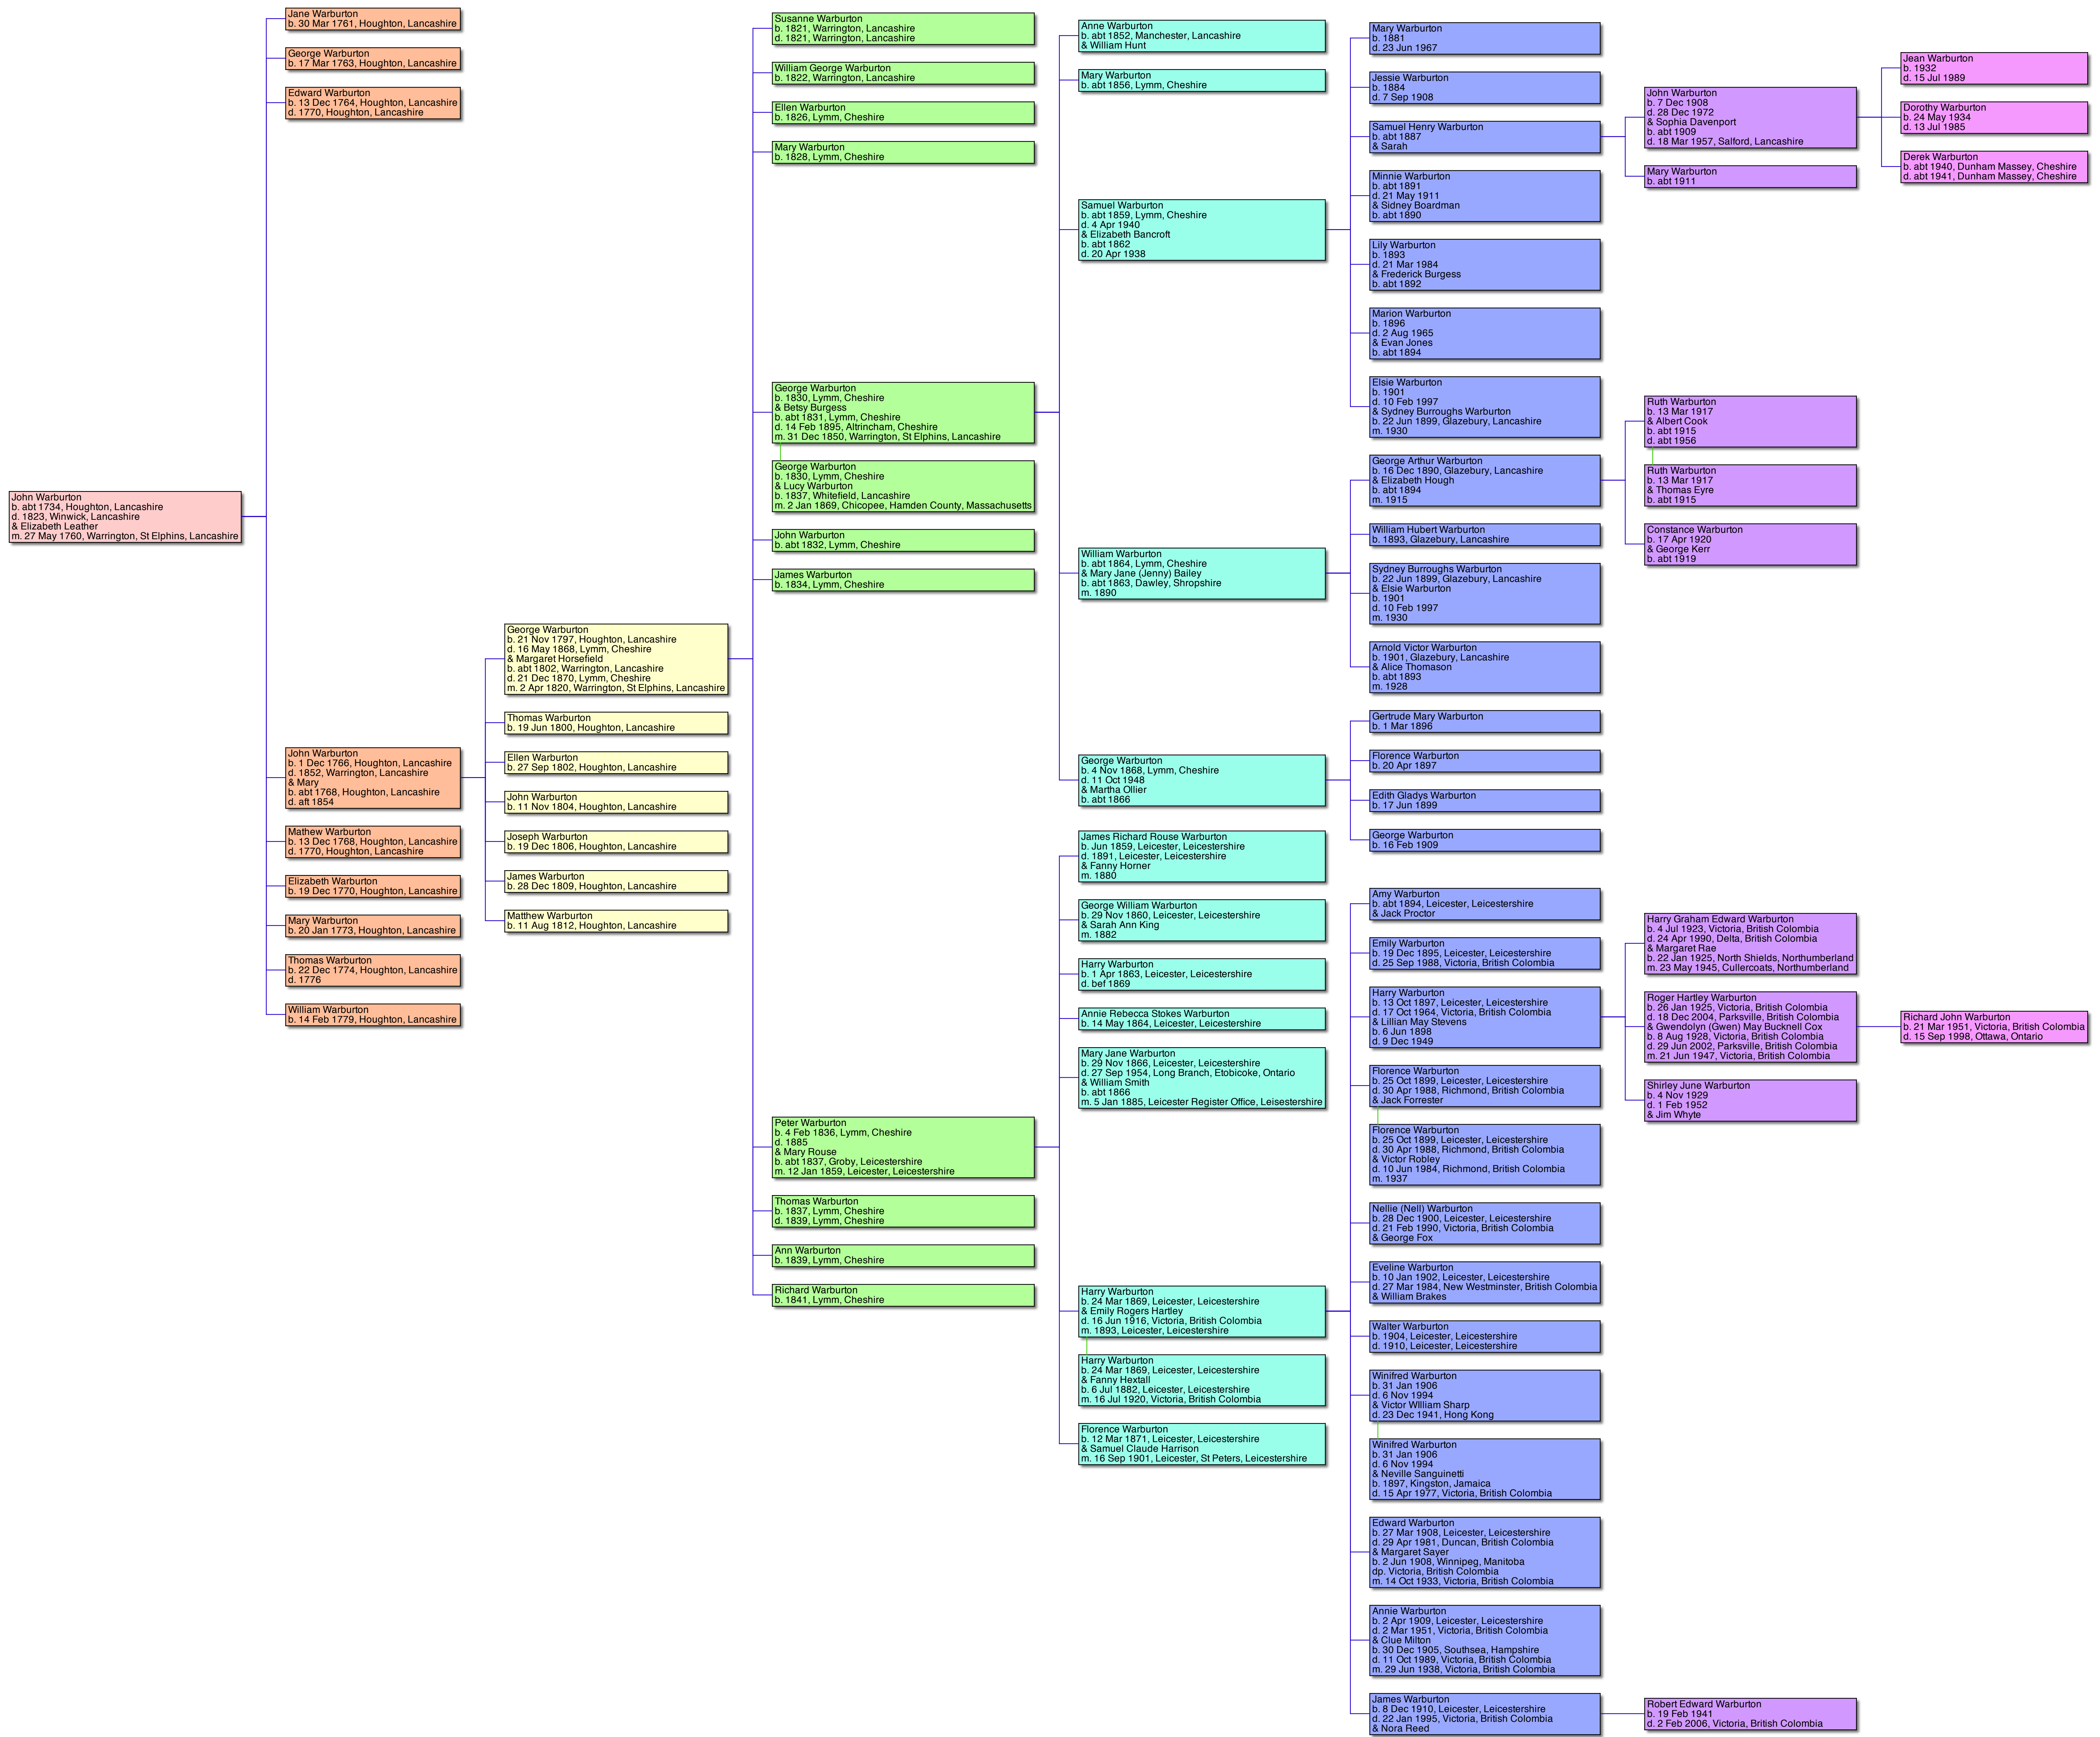 John Warburton
b. abt 1734, Houghton, Lancashire
d. 1823, Winwick, Lancashire
& Elizabeth Leather
m. 27 May 1760, Warrington, St Elphins, Lancashire
Jane Warburton
b. 30 Mar 1761, Houghton, Lancashire
George Warburton
b. 17 Mar 1763, Houghton, Lancashire
Edward Warburton
b. 13 Dec 1764, Houghton, Lancashire
d. 1770, Houghton, Lancashire
John Warburton
b. 1 Dec 1766, Houghton, Lancashire
d. 1852, Warrington, Lancashire
& Mary
b. abt 1768, Houghton, Lancashire
d. aft 1854
Mathew Warburton
b. 13 Dec 1768, Houghton, Lancashire
d. 1770, Houghton, Lancashire
Elizabeth Warburton
b. 19 Dec 1770, Houghton, Lancashire
Mary Warburton
b. 20 Jan 1773, Houghton, Lancashire
Thomas Warburton
b. 22 Dec 1774, Houghton, Lancashire
d. 1776
William Warburton
b. 14 Feb 1779, Houghton, Lancashire
George Warburton
b. 21 Nov 1797, Houghton, Lancashire
d. 16 May 1868, Lymm, Cheshire
& Margaret Horsefield
b. abt 1802, Warrington, Lancashire
d. 21 Dec 1870, Lymm, Cheshire
m. 2 Apr 1820, Warrington, St Elphins, Lancashire
Thomas Warburton
b. 19 Jun 1800, Houghton, Lancashire
Ellen Warburton
b. 27 Sep 1802, Houghton, Lancashire
John Warburton
b. 11 Nov 1804, Houghton, Lancashire
Joseph Warburton
b. 19 Dec 1806, Houghton, Lancashire
James Warburton
b. 28 Dec 1809, Houghton, Lancashire
Matthew Warburton
b. 11 Aug 1812, Houghton, Lancashire
Susanne Warburton
b. 1821, Warrington, Lancashire
d. 1821, Warrington, Lancashire
William George Warburton
b. 1822, Warrington, Lancashire
Ellen Warburton
b. 1826, Lymm, Cheshire
Mary Warburton
b. 1828, Lymm, Cheshire
George Warburton
b. 1830, Lymm, Cheshire
& Betsy Burgess
b. abt 1831, Lymm, Cheshire
d. 14 Feb 1895, Altrincham, Cheshire
m. 31 Dec 1850, Warrington, St Elphins, Lancashire
George Warburton
b. 1830, Lymm, Cheshire
& Lucy Warburton
b. 1837, Whitefield, Lancashire
m. 2 Jan 1869, Chicopee, Hamden County, Massachusetts
John Warburton
b. abt 1832, Lymm, Cheshire
James Warburton
b. 1834, Lymm, Cheshire
Peter Warburton
b. 4 Feb 1836, Lymm, Cheshire
d. 1885
& Mary Rouse
b. abt 1837, Groby, Leicestershire
m. 12 Jan 1859, Leicester, Leicestershire
Thomas Warburton
b. 1837, Lymm, Cheshire
d. 1839, Lymm, Cheshire
Ann Warburton
b. 1839, Lymm, Cheshire
Richard Warburton
b. 1841, Lymm, Cheshire
Anne Warburton
b. abt 1852, Manchester, Lancashire
& William Hunt
Mary Warburton
b. abt 1856, Lymm, Cheshire
Samuel Warburton
b. abt 1859, Lymm, Cheshire
d. 4 Apr 1940
& Elizabeth Bancroft
b. abt 1862
d. 20 Apr 1938
William Warburton
b. abt 1864, Lymm, Cheshire
& Mary Jane (Jenny) Bailey
b. abt 1863, Dawley, Shropshire
m. 1890
George Warburton
b. 4 Nov 1868, Lymm, Cheshire
d. 11 Oct 1948
& Martha Ollier
b. abt 1866
James Richard Rouse Warburton
b. Jun 1859, Leicester, Leicestershire
d. 1891, Leicester, Leicestershire
& Fanny Horner
m. 1880
George William Warburton
b. 29 Nov 1860, Leicester, Leicestershire
& Sarah Ann King
m. 1882
Harry Warburton
b. 1 Apr 1863, Leicester, Leicestershire
d. bef 1869
Annie Rebecca Stokes Warburton
b. 14 May 1864, Leicester, Leicestershire
Mary Jane Warburton
b. 29 Nov 1866, Leicester, Leicestershire
d. 27 Sep 1954, Long Branch, Etobicoke, Ontario
& William Smith
b. abt 1866
m. 5 Jan 1885, Leicester Register Office, Leisestershire
Harry Warburton
b. 24 Mar 1869, Leicester, Leicestershire
& Emily Rogers Hartley
d. 16 Jun 1916, Victoria, British Colombia
m. 1893, Leicester, Leicestershire
Harry Warburton
b. 24 Mar 1869, Leicester, Leicestershire
& Fanny Hextall
b. 6 Jul 1882, Leicester, Leicestershire
m. 16 Jul 1920, Victoria, British Colombia
Florence Warburton
b. 12 Mar 1871, Leicester, Leicestershire
& Samuel Claude Harrison
m. 16 Sep 1901, Leicester, St Peters, Leicestershire
Mary Warburton
b. 1881
d. 23 Jun 1967
Jessie Warburton
b. 1884
d. 7 Sep 1908
Samuel Henry Warburton
b. abt 1887
& Sarah
Minnie Warburton
b. abt 1891
d. 21 May 1911
& Sidney Boardman
b. abt 1890
Lily Warburton
b. 1893
d. 21 Mar 1984
& Frederick Burgess
b. abt 1892
Marion Warburton
b. 1896
d. 2 Aug 1965
& Evan Jones
b. abt 1894
Elsie Warburton
b. 1901
d. 10 Feb 1997
& Sydney Burroughs Warburton
b. 22 Jun 1899, Glazebury, Lancashire
m. 1930
George Arthur Warburton
b. 16 Dec 1890, Glazebury, Lancashire
& Elizabeth Hough
b. abt 1894
m. 1915
William Hubert Warburton
b. 1893, Glazebury, Lancashire
Sydney Burroughs Warburton
b. 22 Jun 1899, Glazebury, Lancashire
& Elsie Warburton
b. 1901
d. 10 Feb 1997
m. 1930
Arnold Victor Warburton
b. 1901, Glazebury, Lancashire
& Alice Thomason
b. abt 1893
m. 1928
Gertrude Mary Warburton
b. 1 Mar 1896
Florence Warburton
b. 20 Apr 1897
Edith Gladys Warburton
b. 17 Jun 1899
George Warburton
b. 16 Feb 1909
Amy Warburton
b. abt 1894, Leicester, Leicestershire
& Jack Proctor
Emily Warburton
b. 19 Dec 1895, Leicester, Leicestershire
d. 25 Sep 1988, Victoria, British Colombia
Harry Warburton
b. 13 Oct 1897, Leicester, Leicestershire
d. 17 Oct 1964, Victoria, British Colombia
& Lillian May Stevens
b. 6 Jun 1898
d. 9 Dec 1949
Florence Warburton
b. 25 Oct 1899, Leicester, Leicestershire
d. 30 Apr 1988, Richmond, British Colombia
& Jack Forrester
Florence Warburton
b. 25 Oct 1899, Leicester, Leicestershire
d. 30 Apr 1988, Richmond, British Colombia
& Victor Robley
d. 10 Jun 1984, Richmond, British Colombia
m. 1937
Nellie (Nell) Warburton
b. 28 Dec 1900, Leicester, Leicestershire
d. 21 Feb 1990, Victoria, British Colombia
& George Fox
Eveline Warburton
b. 10 Jan 1902, Leicester, Leicestershire
d. 27 Mar 1984, New Westminster, British Colombia
& William Brakes
Walter Warburton
b. 1904, Leicester, Leicestershire
d. 1910, Leicester, Leicestershire
Winifred Warburton
b. 31 Jan 1906
d. 6 Nov 1994
& Victor WIlliam Sharp
d. 23 Dec 1941, Hong Kong
Winifred Warburton
b. 31 Jan 1906
d. 6 Nov 1994
& Neville Sanguinetti
b. 1897, Kingston, Jamaica
d. 15 Apr 1977, Victoria, British Colombia
Edward Warburton
b. 27 Mar 1908, Leicester, Leicestershire
d. 29 Apr 1981, Duncan, British Colombia
& Margaret Sayer
b. 2 Jun 1908, Winnipeg, Manitoba
dp. Victoria, British Colombia
m. 14 Oct 1933, Victoria, British Colombia
Annie Warburton
b. 2 Apr 1909, Leicester, Leicestershire
d. 2 Mar 1951, Victoria, British Colombia
& Clue Milton
b. 30 Dec 1905, Southsea, Hampshire
d. 11 Oct 1989, Victoria, British Colombia
m. 29 Jun 1938, Victoria, British Colombia
James Warburton
b. 8 Dec 1910, Leicester, Leicestershire
d. 22 Jan 1995, Victoria, British Colombia
& Nora Reed
John Warburton
b. 7 Dec 1908
d. 28 Dec 1972
& Sophia Davenport
b. abt 1909
d. 18 Mar 1957, Salford, Lancashire
Mary Warburton
b. abt 1911
Ruth Warburton
b. 13 Mar 1917
& Albert Cook
b. abt 1915
d. abt 1956
Ruth Warburton
b. 13 Mar 1917
& Thomas Eyre
b. abt 1915
Constance Warburton
b. 17 Apr 1920
& George Kerr
b. abt 1919
Harry Graham Edward Warburton
b. 4 Jul 1923, Victoria, British Colombia
d. 24 Apr 1990, Delta, British Colombia
& Margaret Rae
b. 22 Jan 1925, North Shields, Northumberland
m. 23 May 1945, Cullercoats, Northumberland
Roger Hartley Warburton
b. 26 Jan 1925, Victoria, British Colombia
d. 18 Dec 2004, Parksville, British Colombia
& Gwendolyn (Gwen) May Bucknell Cox
b. 8 Aug 1928, Victoria, British Colombia
d. 29 Jun 2002, Parksville, British Colombia
m. 21 Jun 1947, Victoria, British Colombia
Shirley June Warburton
b. 4 Nov 1929
d. 1 Feb 1952
& Jim Whyte
Robert Edward Warburton
b. 19 Feb 1941
d. 2 Feb 2006, Victoria, British Colombia
Jean Warburton
b. 1932
d. 15 Jul 1989
Dorothy Warburton
b. 24 May 1934
d. 13 Jul 1985
Derek Warburton
b. abt 1940, Dunham Massey, Cheshire
d. abt 1941, Dunham Massey, Cheshire
Richard John Warburton
b. 21 Mar 1951, Victoria, British Colombia
d. 15 Sep 1998, Ottawa, Ontario